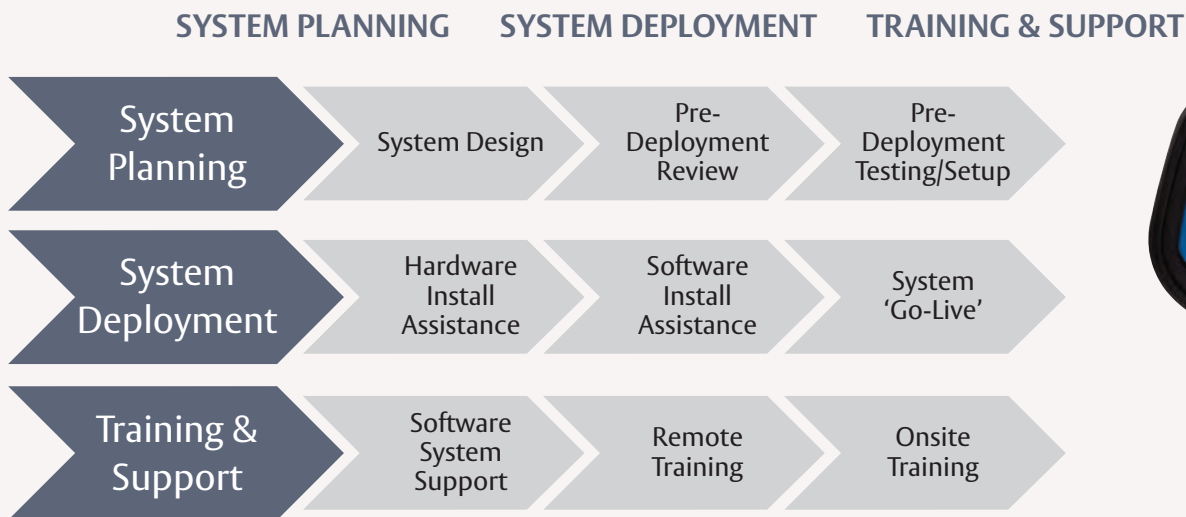 SYSTEM PLANNING SYSTEM DEPLOYMENT TRAINING & SUPPORT
System
Planning
System Design
Pre-
Deployment
Review
Pre-
Deployment
Testing/Setup
System
Deployment
Hardware
Install
Assistance
Software
Install
Assistance
System
‘Go-Live’
Training &
Support
Software
System
Support
Remote
Training
Onsite
Training